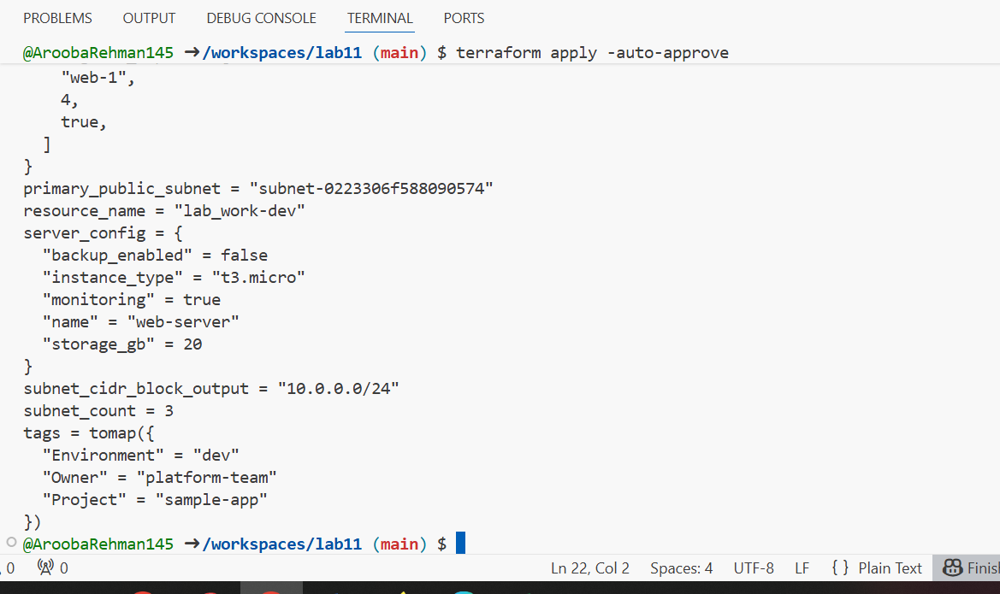 PROBLEMS OUTPUT DEBUG CONSOLE TERMINAL PORTS
@AroobaRehman145 ➜/workspaces/lab11 (main) $ terraform apply -auto-approve
"web-1",
4,
true,
]
}
primary_public_subnet = "subnet-0223306f588090574"
resource_name = "lab_work-dev"
server_config = {
"backup_enabled" = false
"instance_type" = "t3.micro"
"monitoring" = true
"name" = "web-server"
"storage_gb" = 20
}
subnet_cidr_block_output = "10.0.0.0/24"
subnet_count = 3
tags = tomap({
"Environment" = "dev"
"Owner" = "platform-team"
"Project" = "sample-app"
})
@AroobaRehman145 ➜/workspaces/lab11 (main) $
0 0 Ln 22, Col 2 Spaces: 4 UTF-8 LF { } Plain Text Finis